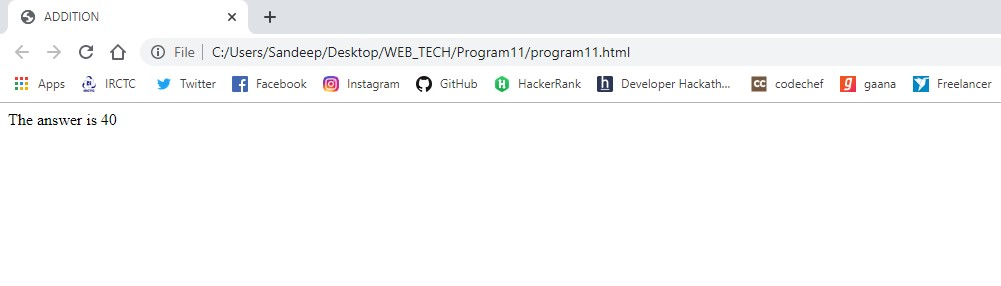 ADDITION
File C:/Users/Sandeep/Desktop/WEB_TECH/Program11/program11.html
Apps IRCTC Twitter Facebook Instagram GitHub HackerRank Developer Hackath... codechef gaana Freelancer
The answer is 40